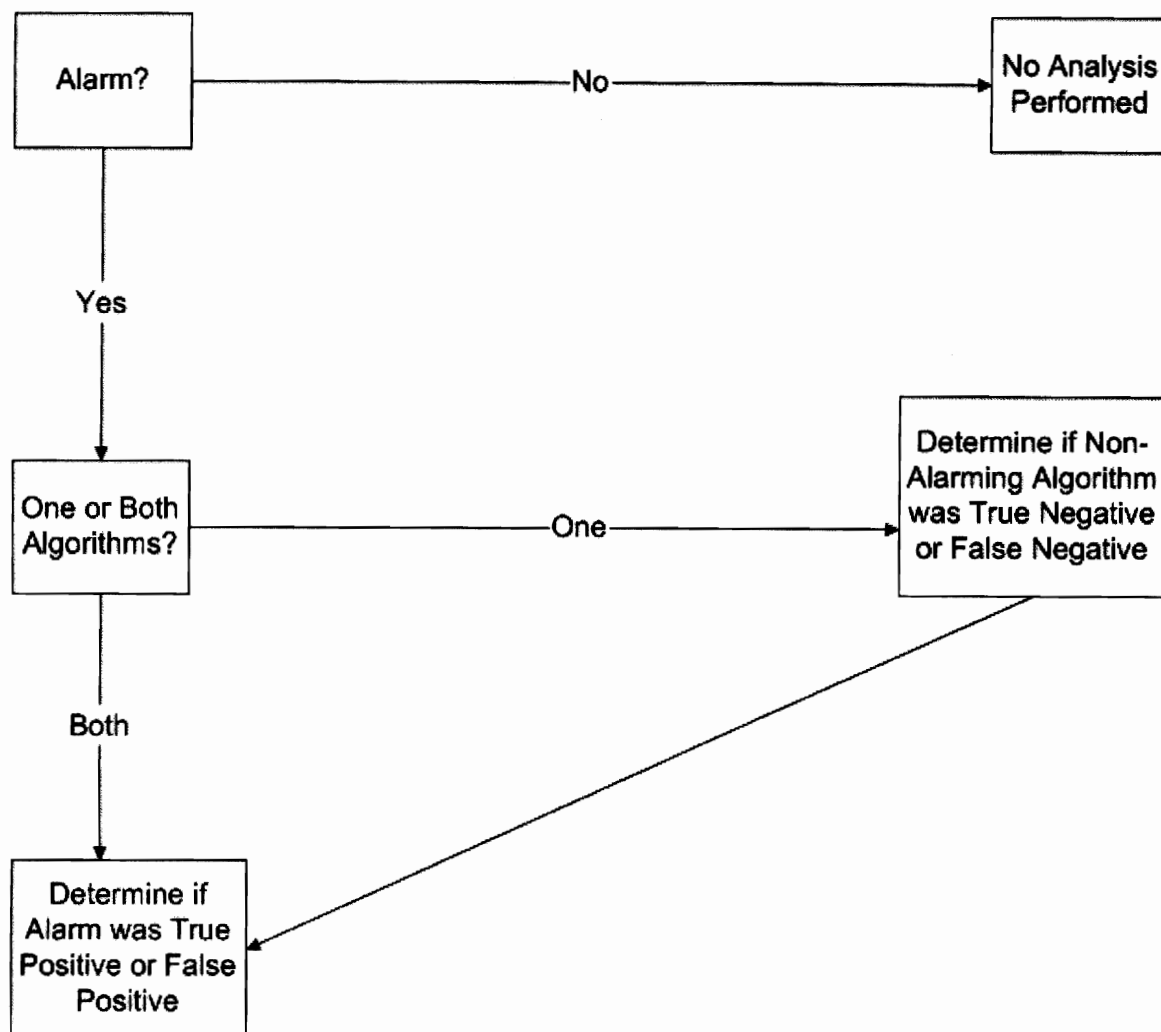 Alarm?
No
No Analysis
Performed
Yes
One or Both
Algorithms?
One
Determine if Non-
Alarming Algorithm
was True Negative
or False Negative
Both
Determine if
Alarm was True
Positive or False
Positive